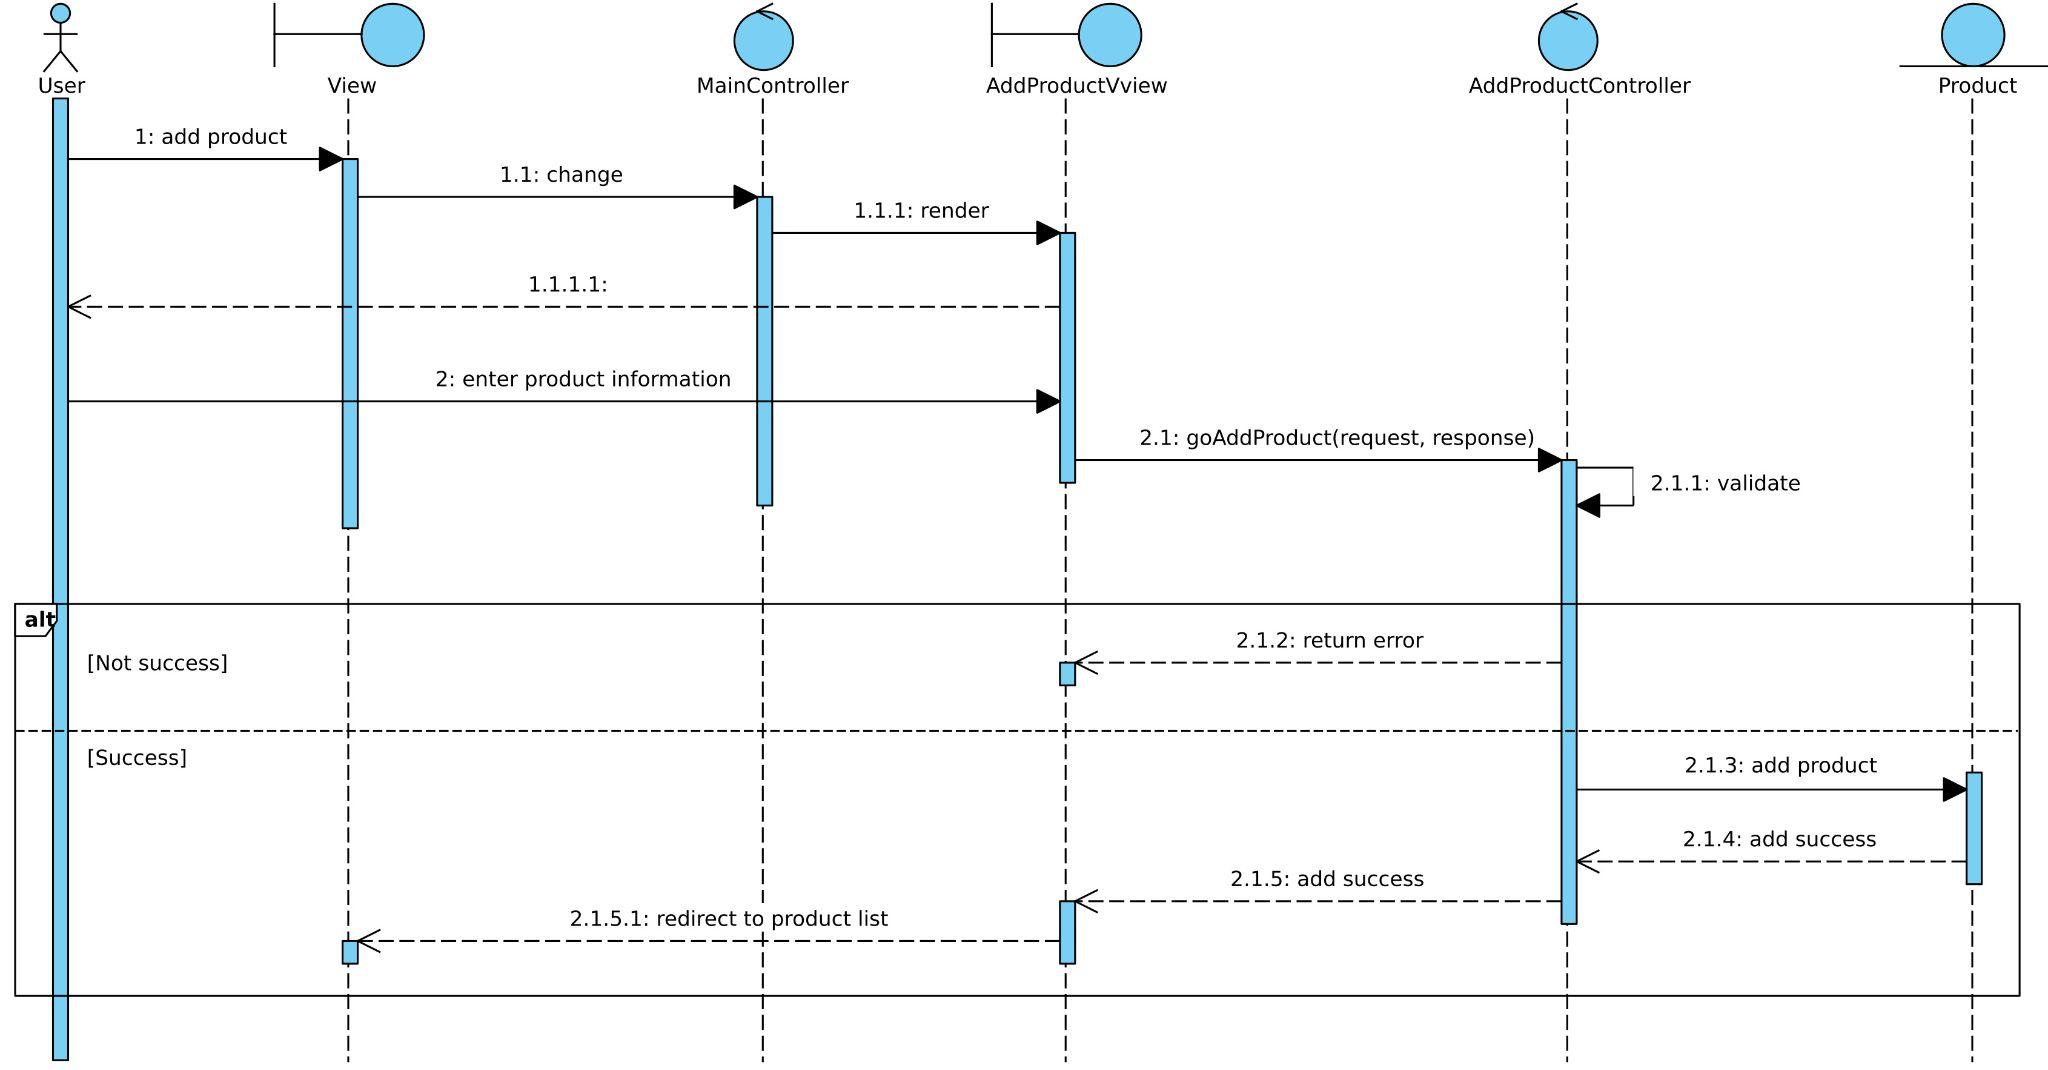 User
View
MainController
AddProductVview
AddProductController
Product
1: add product
1.1: change
1.1.1: render
1.1.1.1:
2: enter product information
2.1: goAddProduct(request, response)
2.1.1: validate
alt
2.1.2: return error
[Not success]
[Success]
2.1.3: add product
2.1.4: add success
2.1.5: add success
2.1.5.1: redirect to product list